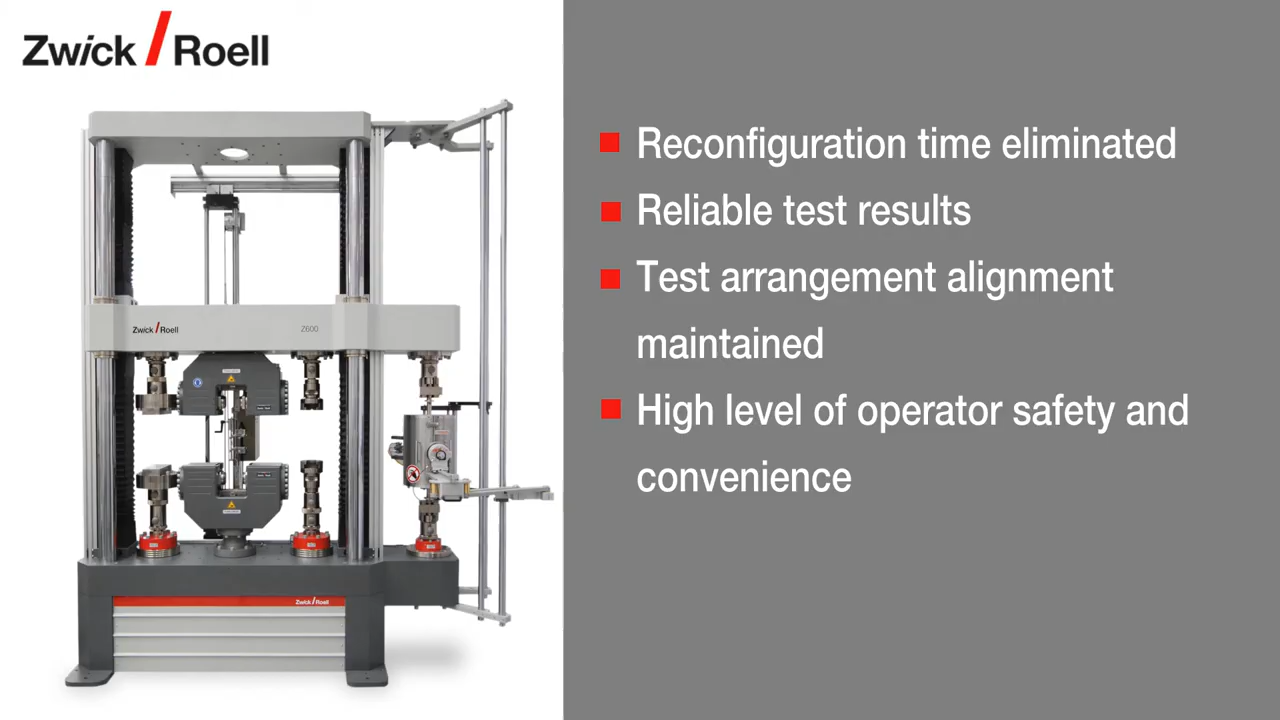 Zwick / Roell
Reconfiguration time eliminated
Reliable test results
Test arrangement alignment
maintained
High level of operator safety and
convenience
Zwick / Roell
Z600
Zwick / Roell